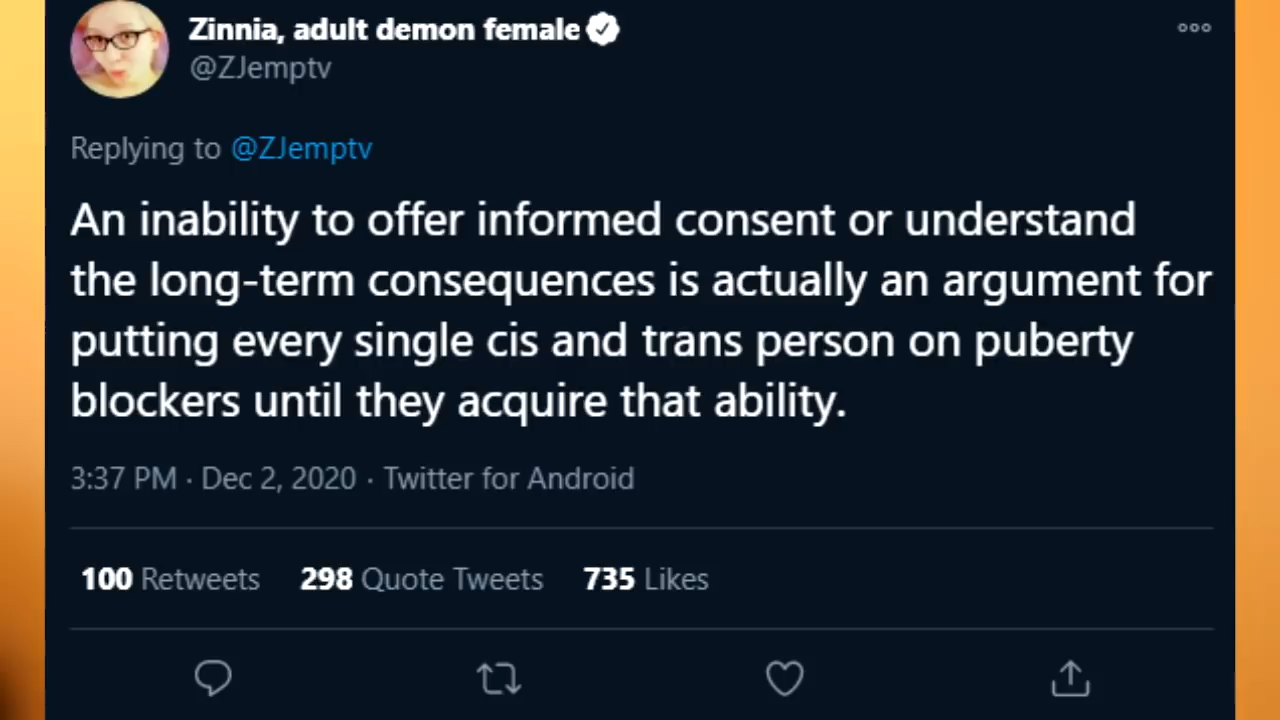 Zinnia, adult demon female
@ZJemptv
Replying to @ZJemptv
An inability to offer informed consent or understand
the long-term consequences is actually an argument for
putting every single cis and trans person on puberty
blockers until they acquire that ability.
3:37 PM · Dec 2, 2020 · Twitter for Android
100 Retweets 298 Quote Tweets 735 Likes